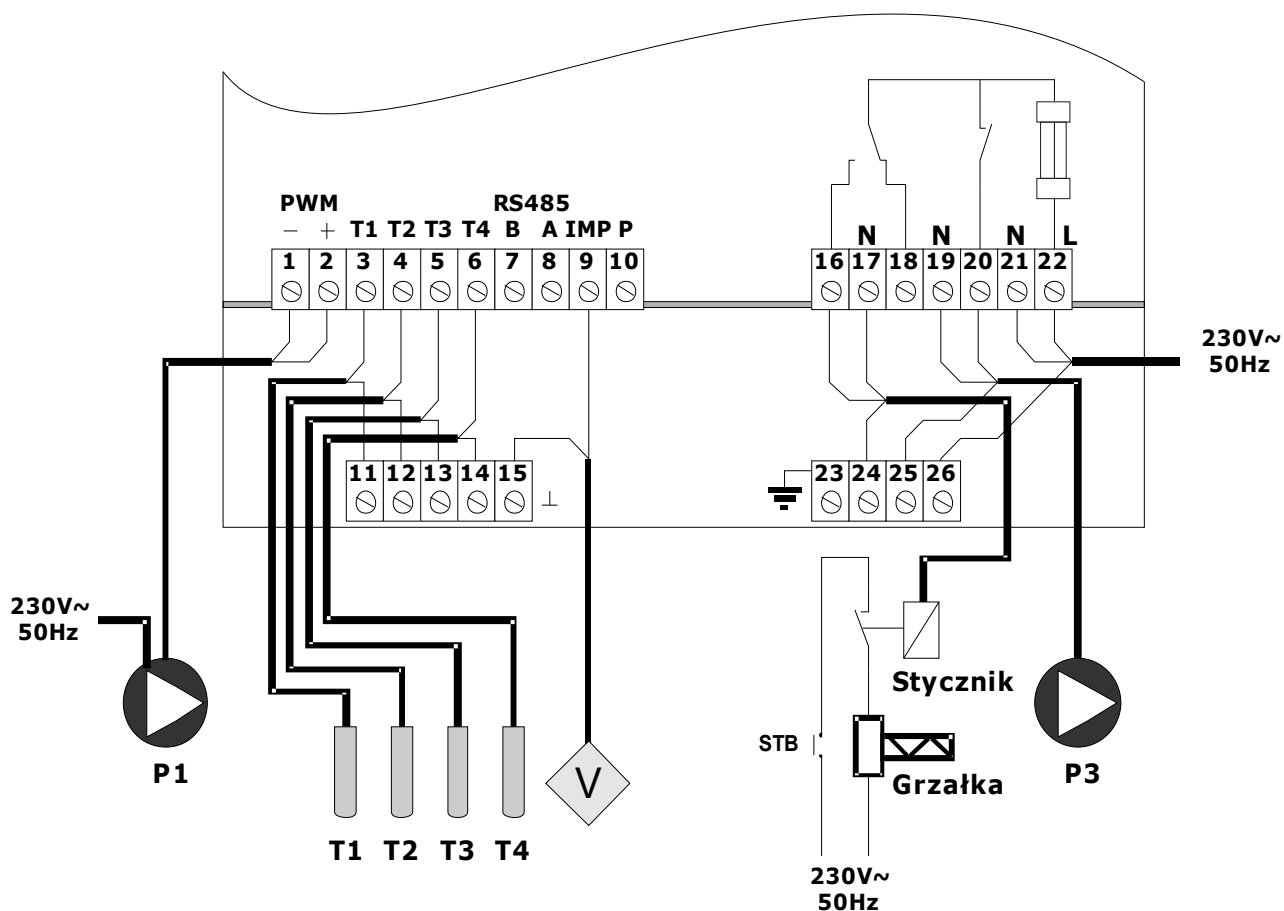 PWM
RS485
− + T1 T2 T3 T4 B A IMP P
N N N L
1 2 3 4 5 6 7 8 9 10
16 17 18 19 20 21 22
230V~
50Hz
11 12 13 14 15 ⊥
23 24 25 26
230V~
50Hz
Stycznik
STB
P1
V
Grzałka
P3
T1 T2 T3 T4
230V~
50Hz